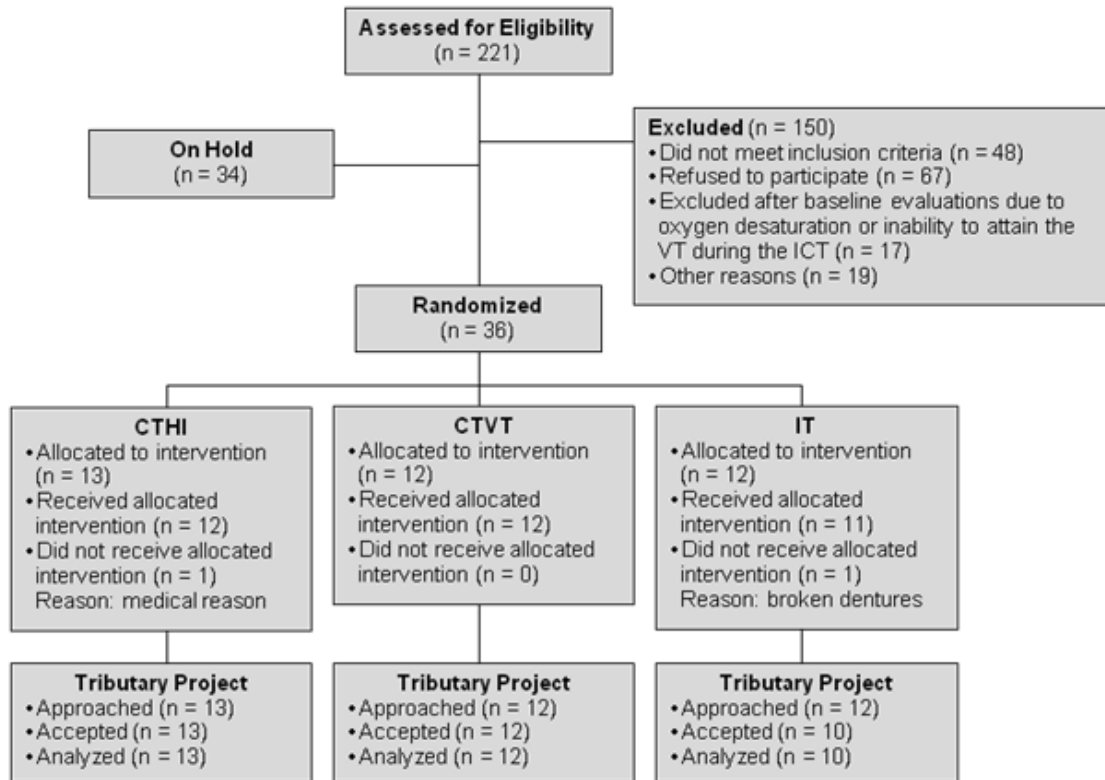 Assessed for Eligibility
(n = 221)
On Hold
(n = 34)
Excluded (n = 150)
•Did not meet inclusion criteria (n = 48)
•Refused to participate (n = 67)
•Excluded after baseline evaluations due to
oxygen desaturation or inability to attain the
VT during the ICT (n = 17)
•Other reasons (n = 19)
Randomized
(n = 36)
CTHI
•Allocated to intervention
(n = 13)
•Received allocated
intervention (n = 12)
•Did not receive allocated
intervention (n = 1)
Reason: medical reason
CTVT
•Allocated to intervention
(n = 12)
•Received allocated
intervention (n = 12)
•Did not receive allocated
intervention (n = 0)
IT
•Allocated to intervention
(n = 12)
•Received allocated
intervention (n = 11)
•Did not receive allocated
intervention (n = 1)
Reason: broken dentures
Tributary Project
•Approached (n = 13)
•Accepted (n = 13)
•Analyzed (n = 13)
Tributary Project
•Approached (n = 12)
•Accepted (n = 12)
•Analyzed (n = 12)
Tributary Project
•Approached (n = 12)
•Accepted (n = 10)
•Analyzed (n = 10)